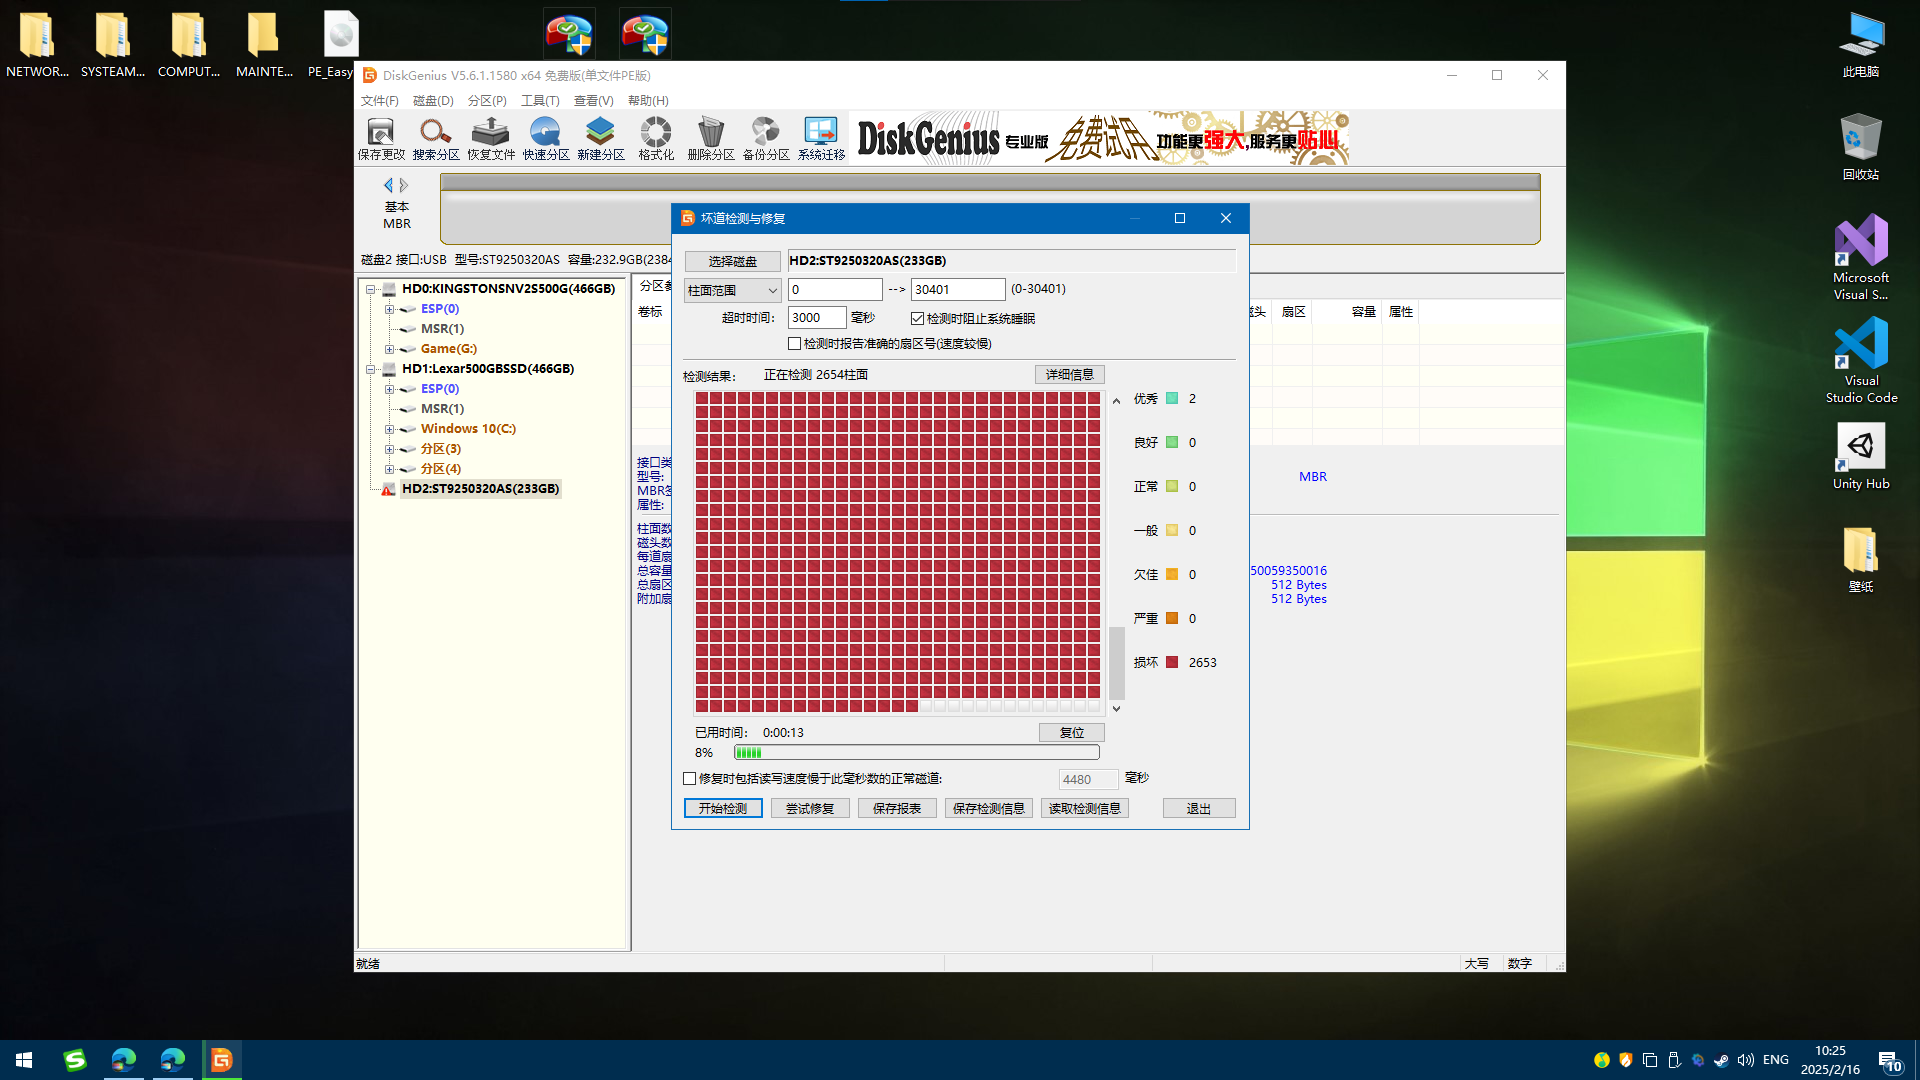 NETWOR...
SYSTEAM...
COMPUT...
MAINTE...
PE_Easy
DiskGenius V5.6.1.1580 x64 免费版(单文件PE版)
文件(F) 磁盘(D) 分区(P) 工具(T) 查看(V) 帮助(H)
保存更改 搜索分区 恢复文件 快速分区 新建分区 格式化 删除分区 备份分区 系统迁移
DiskGenius 专业版 免费试用 功能更强大,服务更贴心
基本
MBR
磁盘2 接口:USB 型号:ST9250320AS 容量:232.9GB(2384
HD0:KINGSTONSNV2S500G(466GB)
ESP(0)
MSR(1)
Game(G:)
HD1:Lexar500GBSSD(466GB)
ESP(0)
MSR(1)
Windows 10(C:)
分区(3)
分区(4)
HD2:ST9250320AS(233GB)
卷标
磁头 扇区 容量 属性
接口类
型号:
MBR
属性:
MBR
柱面数
磁头数
每道扇
总容量
总扇区
附加扇
50059350016
512 Bytes
512 Bytes
坏道检测与修复
选择磁盘 HD2:ST9250320AS(233GB)
柱面范围 0 --> 30401 (0-30401)
超时时间: 3000 毫秒 检测时阻止系统睡眠
检测时报告准确的扇区号(速度较慢)
检测结果: 正在检测 2654柱面 详细信息
优秀 2
良好 0
正常 0
一般 0
欠佳 0
严重 0
损坏 2653
已用时间: 0:00:13 复位
8%
修复时包括读写速度慢于此毫秒数的正常磁道: 4480 毫秒
开始检测 尝试修复 保存报表 保存检测信息 读取检测信息 退出
就绪 大写 数字
此电脑
回收站
Microsoft
Visual S...
Visual
Studio Code
Unity Hub
壁纸
ENG
10:25
2025/2/16
10